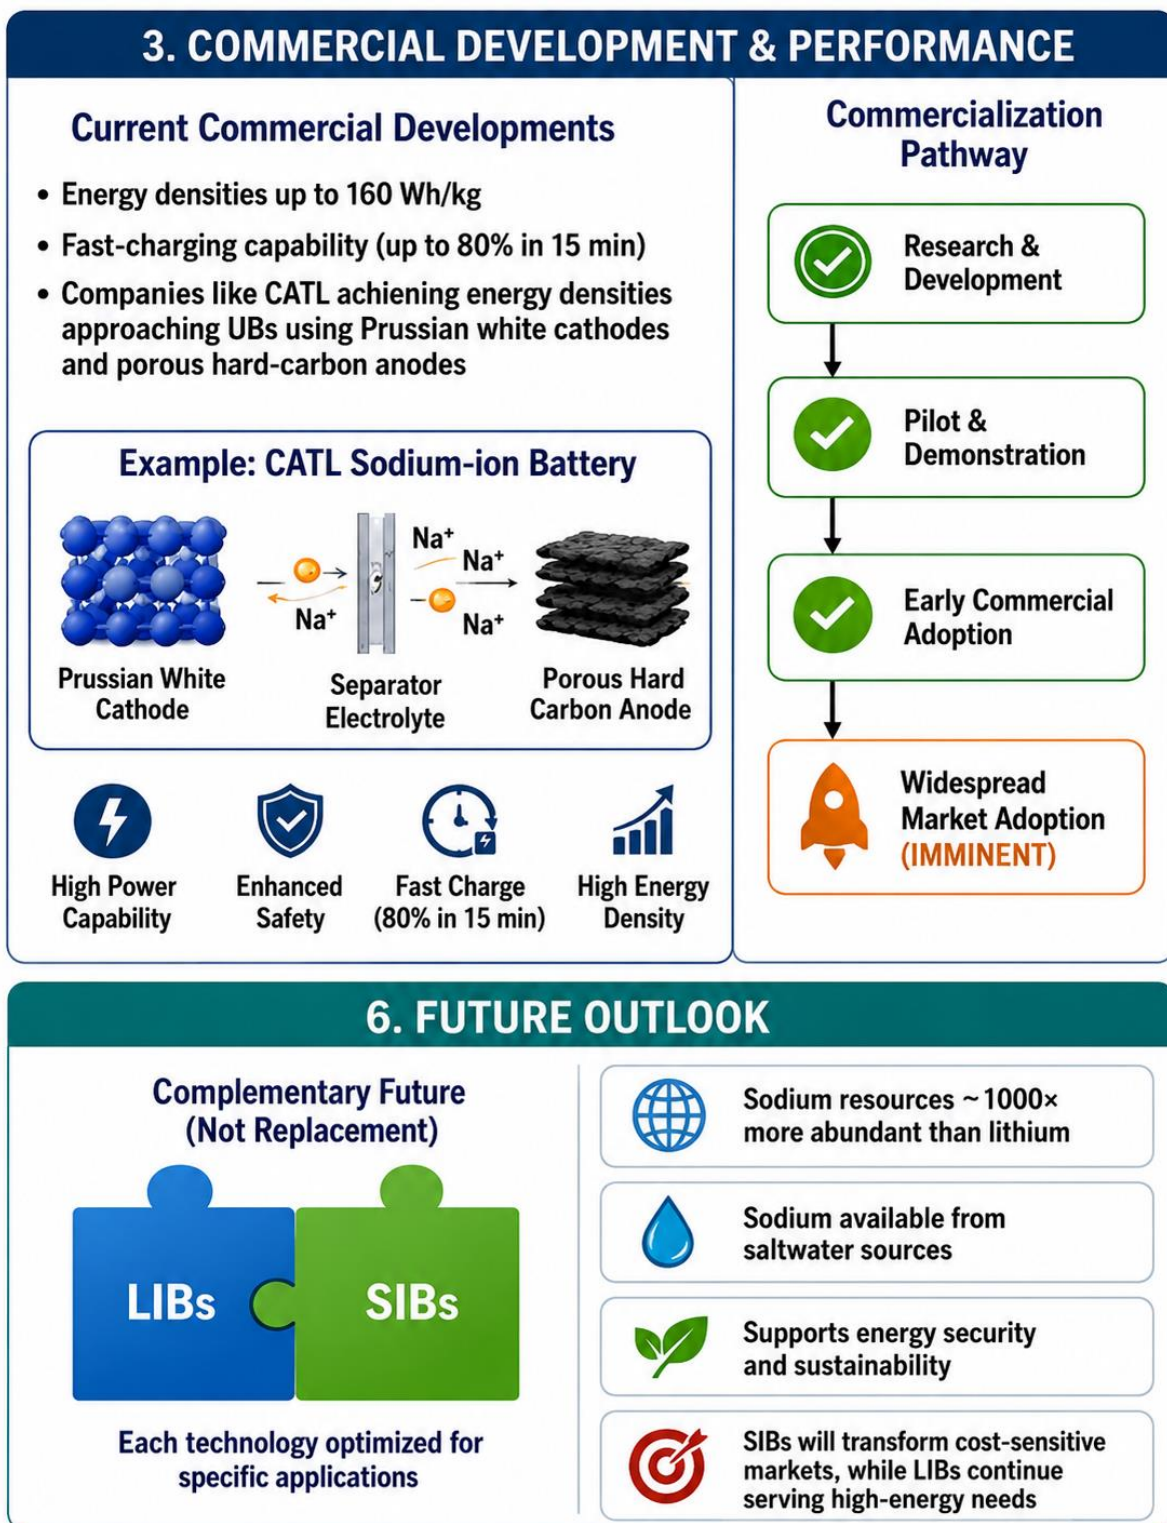 3. COMMERCIAL DEVELOPMENT & PERFORMANCE
Current Commercial Developments
• Energy densities up to 160 Wh/kg
• Fast-charging capability (up to 80% in 15 min)
• Companies like CATL achiening energy densities
approaching UBs using Prussian white cathodes
and porous hard-carbon anodes
Example: CATL Sodium-ion Battery
Na⁺
Na⁺
Na⁺
Na⁺
Prussian White
Cathode
Separator
Electrolyte
Porous Hard
Carbon Anode
High Power
Capability
Enhanced
Safety
Fast Charge
(80% in 15 min)
High Energy
Density
Commercialization
Pathway
Research &
Development
Pilot &
Demonstration
Early Commercial
Adoption
Widespread
Market Adoption
(IMMINENT)
6. FUTURE OUTLOOK
Complementary Future
(Not Replacement)
LIBs
SIBs
Each technology optimized for
specific applications
Sodium resources ~1000×
more abundant than lithium
Sodium available from
saltwater sources
Supports energy security
and sustainability
SIBs will transform cost-sensitive
markets, while LIBs continue
serving high-energy needs